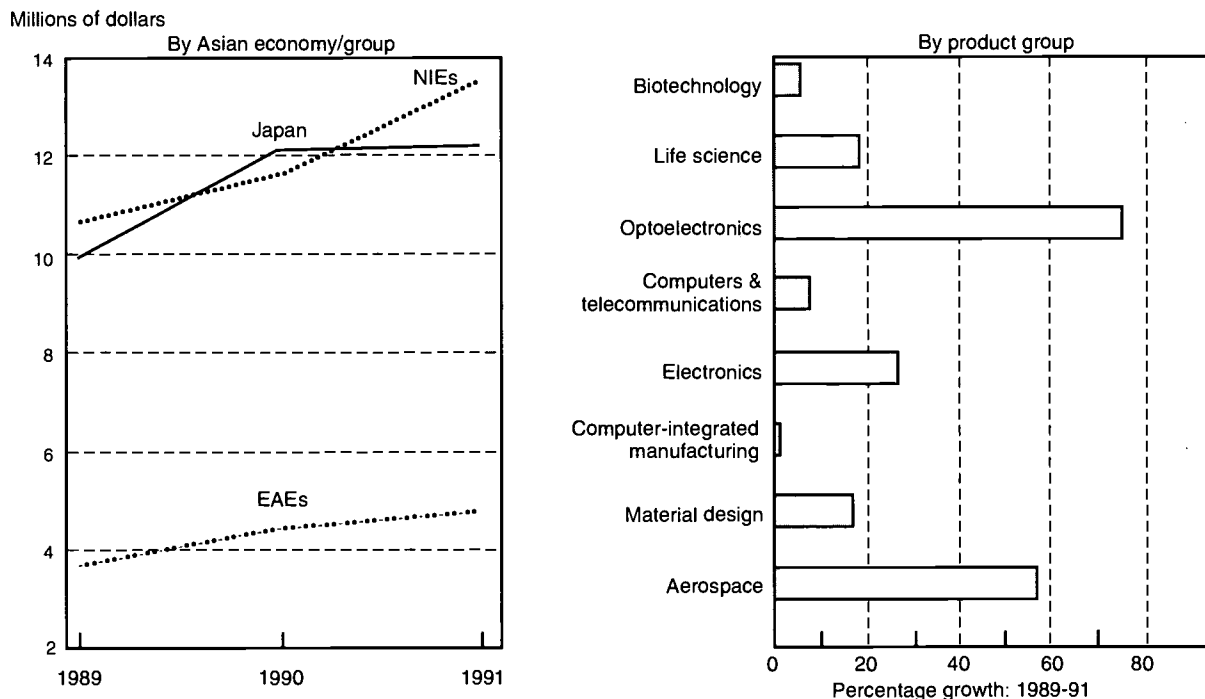 Millions of dollars
By Asian economy/group
14
12
10
8
6
4
2
NIEs
Japan
EAEs
1989
1990
1991
By product group
Biotechnology
Life science
Optoelectronics
Computers &
telecommunications
Electronics
Computer-integrated
manufacturing
Material design
Aerospace
0
20
40
60
80
Percentage growth: 1989-91